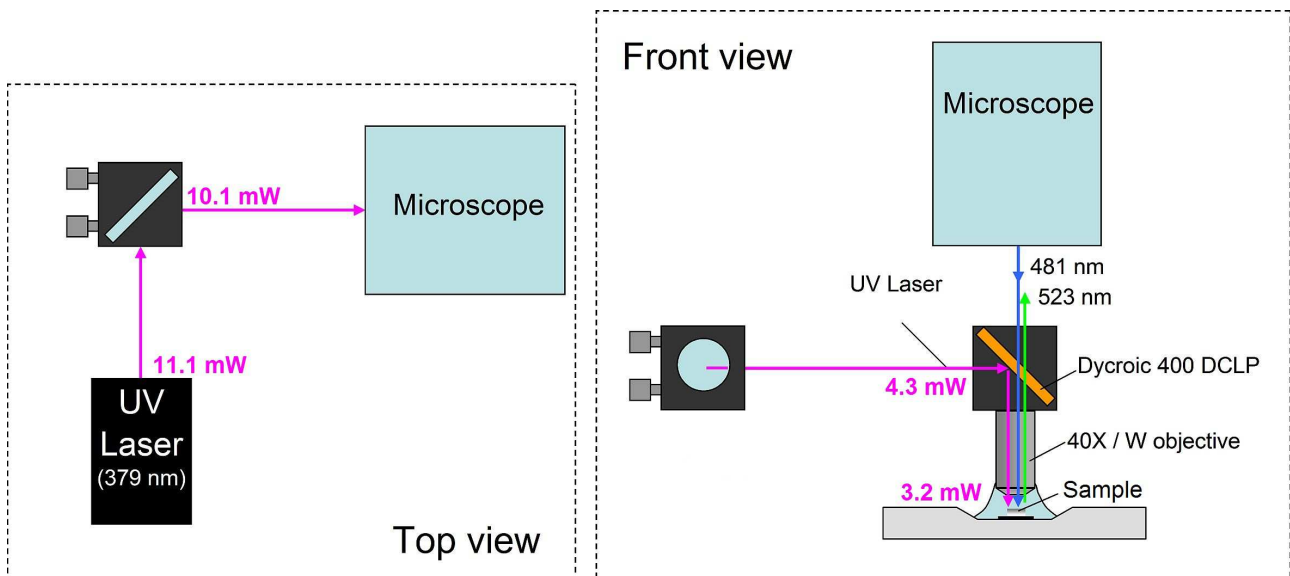 10.1 mW
Microscope
11.1 mW
UV
Laser
(379 nm)
Top view
Front view
Microscope
481 nm
UV Laser
523 nm
Dycroic 400 DCLP
4.3 mW
40X / W objective
3.2 mW
Sample